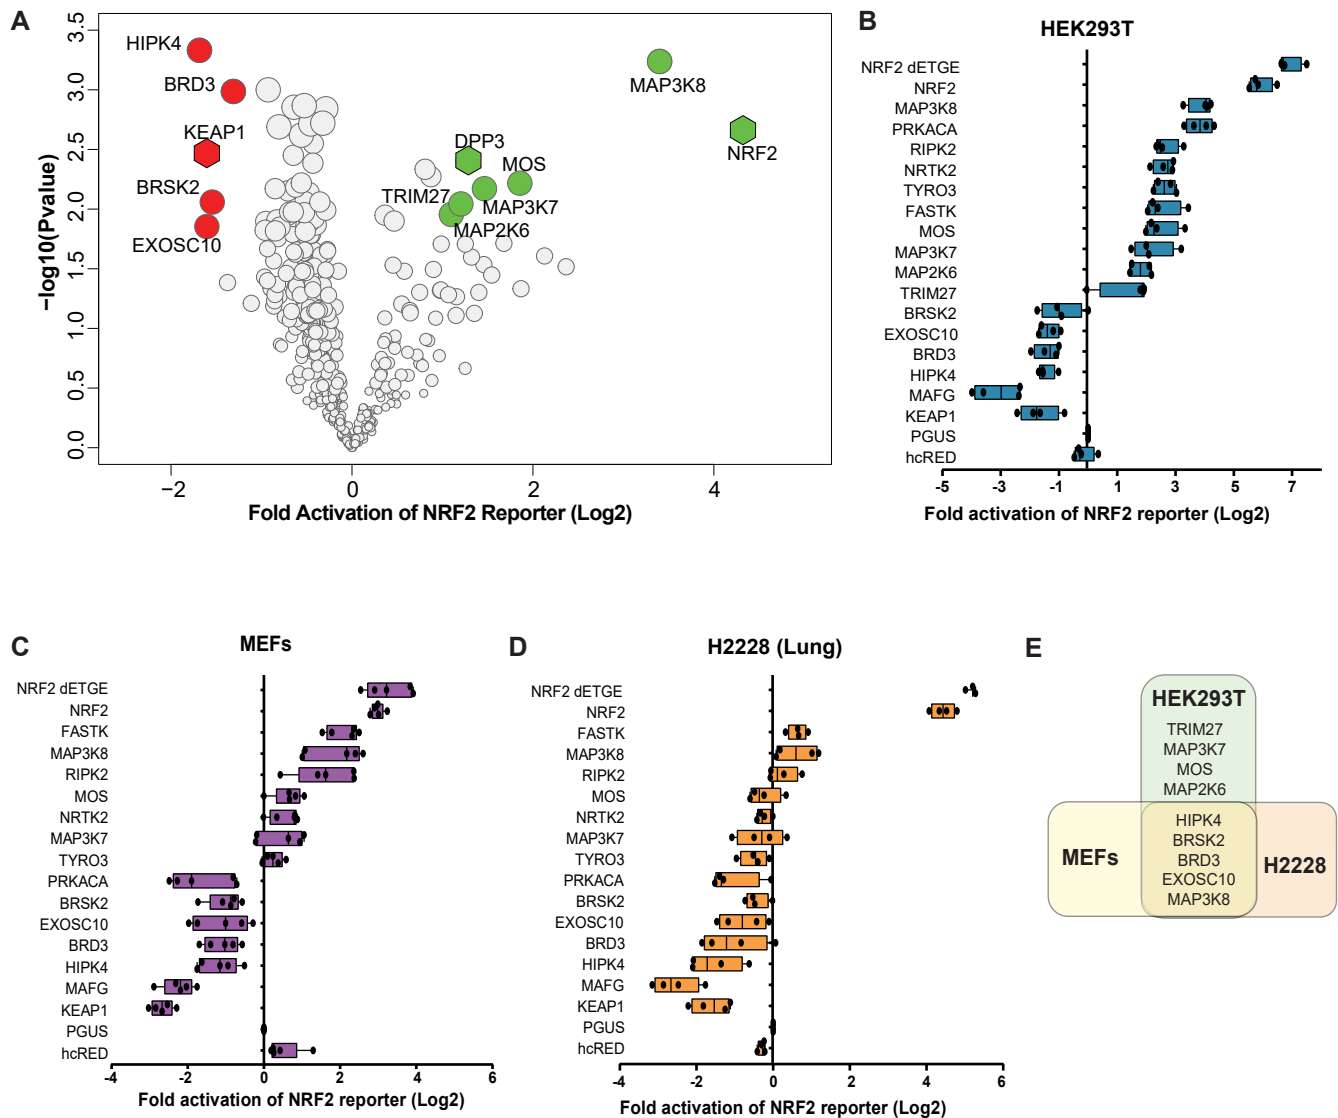 A
3.5
3.0
2.5
2.0
1.5
1.0
0.5
0.0
−log10(Pvalue)
HIPK4
BRD3
KEAP1
BRSK2
EXOSC10
MAP3K8
NRF2
DPP3
MOS
TRIM27
MAP3K7
MAP2K6
−2
0
2
4
Fold Activation of NRF2 Reporter (Log2)
B
HEK293T
NRF2 dETGE
NRF2
MAP3K8
PRKACA
RIPK2
NRTK2
TYRO3
FASTK
MOS
MAP3K7
MAP2K6
TRIM27
BRSK2
EXOSC10
BRD3
HIPK4
MAFG
KEAP1
PGUS
hcRED
-5 -3 -1 1 3 5 7
Fold activation of NRF2 reporter (Log2)
C
MEFs
NRF2 dETGE
NRF2
FASTK
MAP3K8
RIPK2
MOS
NRTK2
MAP3K7
TYRO3
PRKACA
BRSK2
EXOSC10
BRD3
HIPK4
MAFG
KEAP1
PGUS
hcRED
-4 -2 0 2 4 6
Fold activation of NRF2 reporter (Log2)
D
H2228 (Lung)
NRF2 dETGE
NRF2
FASTK
MAP3K8
RIPK2
MOS
NRTK2
MAP3K7
TYRO3
PRKACA
BRSK2
EXOSC10
BRD3
HIPK4
MAFG
KEAP1
PGUS
hcRED
-4 -2 0 2 4 6
Fold activation of NRF2 reporter (Log2)
E
HEK293T
TRIM27
MAP3K7
MOS
MAP2K6
HIPK4
BRSK2
BRD3
EXOSC10
MAP3K8
MEFs
H2228